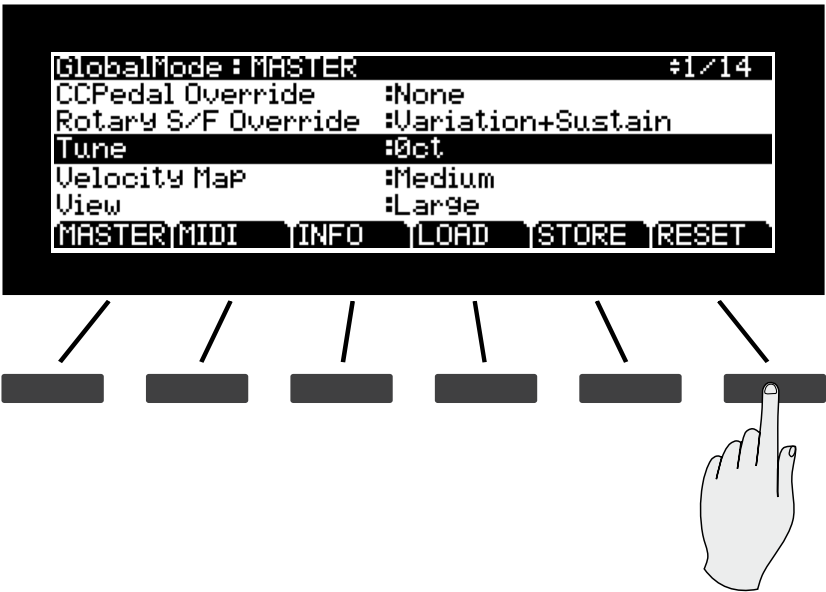 GlobalMode:MASTER ÷1/14
CCPedal Override :None
Rotary S/F Override :Variation+Sustain
Tune :0ct
Velocity Map :Medium
View :Large
MASTER MIDI INFO LOAD STORE RESET